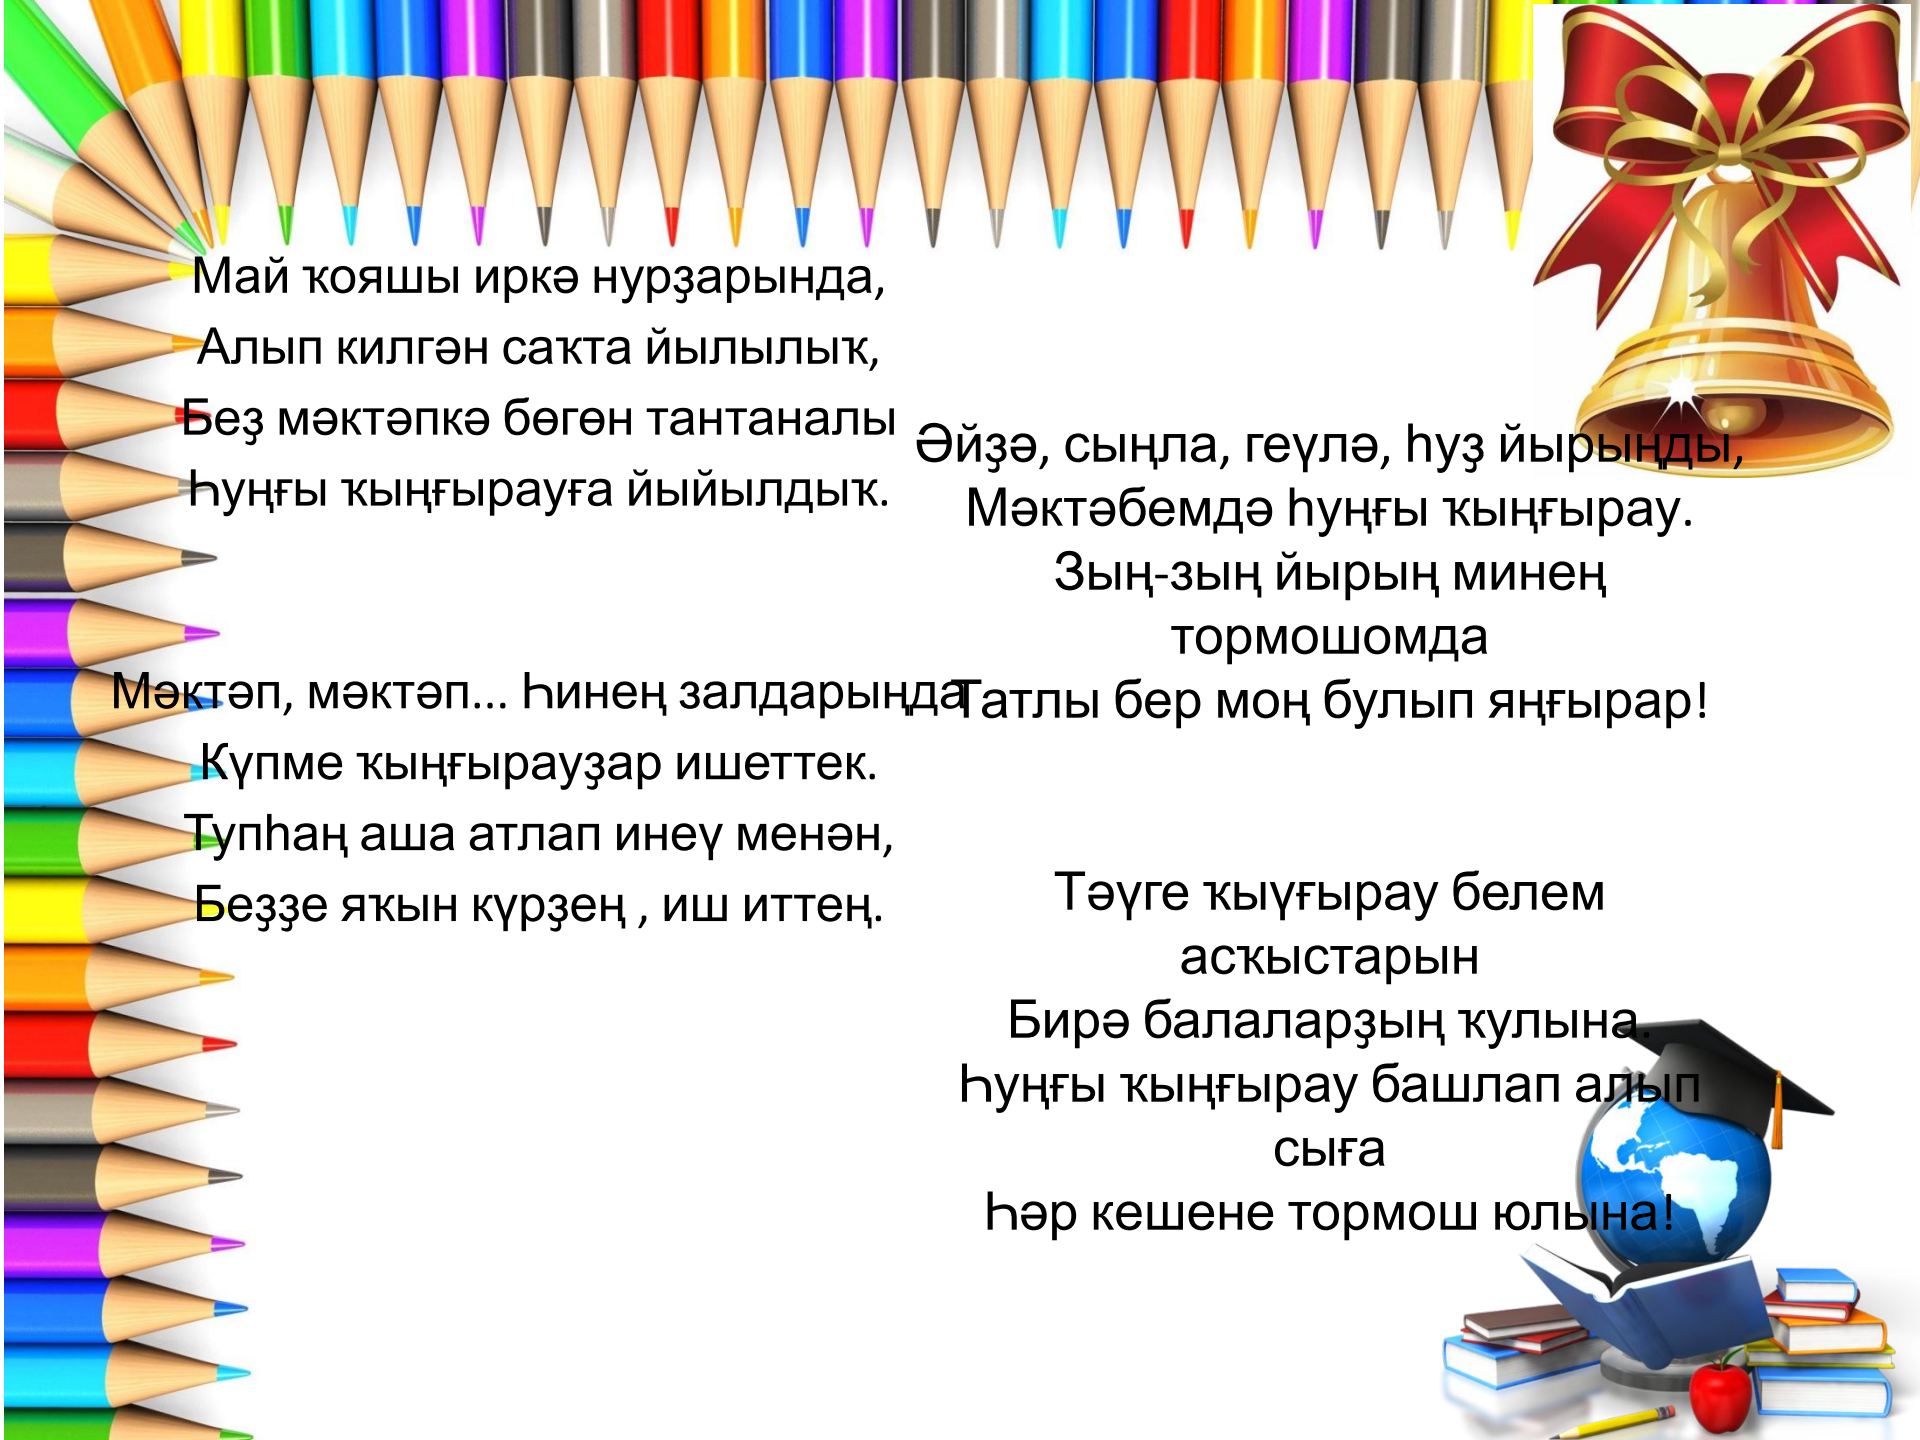 Май ҡояшы иркә нурҙарында,
Алып килгән саҡта йылылыҡ,
Беҙ мәктәпкә бөгөн тантаналы
Һуңғы ҡыңғырауға йыйылдыҡ.
Мәктәп, мәктәп... Һинең залдарыңда
Күпме ҡыңғырауҙар ишеттек.
Тупһаң аша атлап инеү менән,
Беҙҙе яҡын күрҙең , иш иттең.
Әйҙә, сыңла, геүлә, һуҙ йырыңды,
Мәктәбемдә һуңғы ҡыңғырау.
Зың-зың йырың минең
тормошомда
Татлы бер моң булып яңғырар!
Тәүге ҡыүғырау белем
асҡыстарын
Бирә балаларҙың ҡулына.
Һуңғы ҡыңғырау башлап алып
сыға
Һәр кешене тормош юлына!